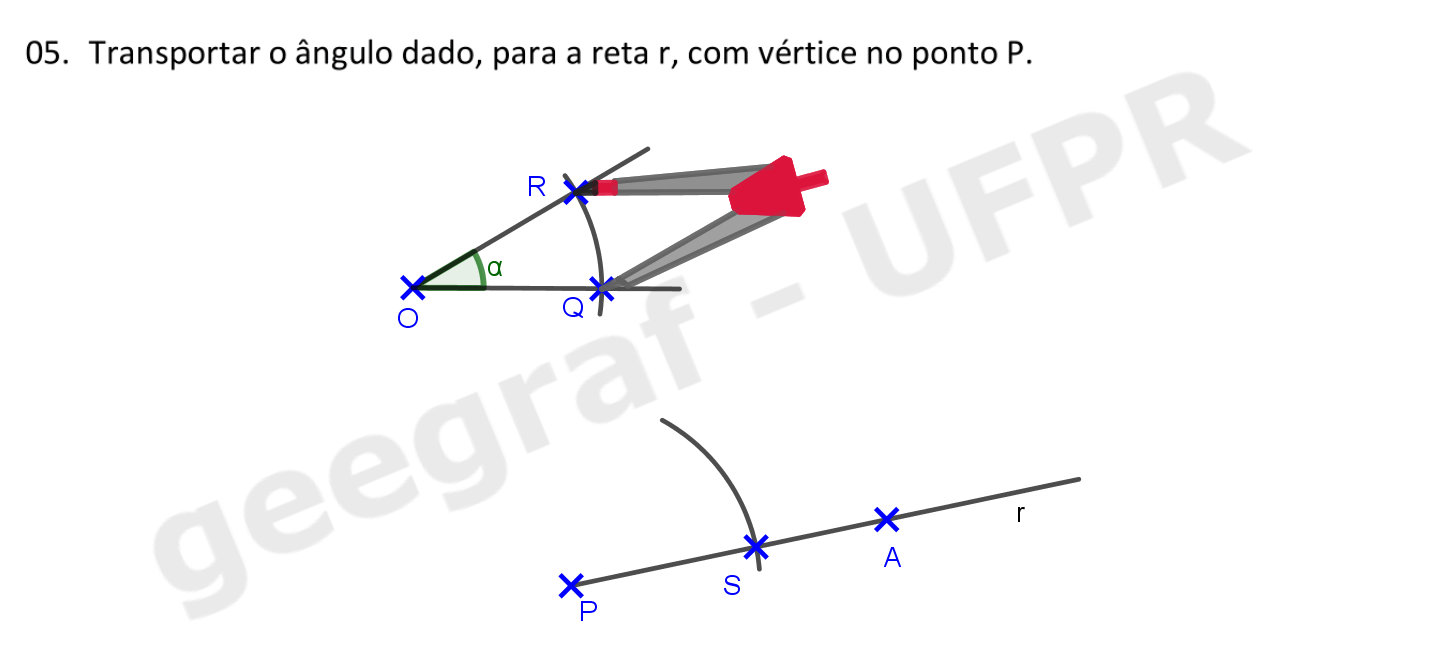 05. Transportar o ângulo dado, para a reta r, com vértice no ponto P.
geegraf - UFPR
R
α
O
Q
r
A
S
P